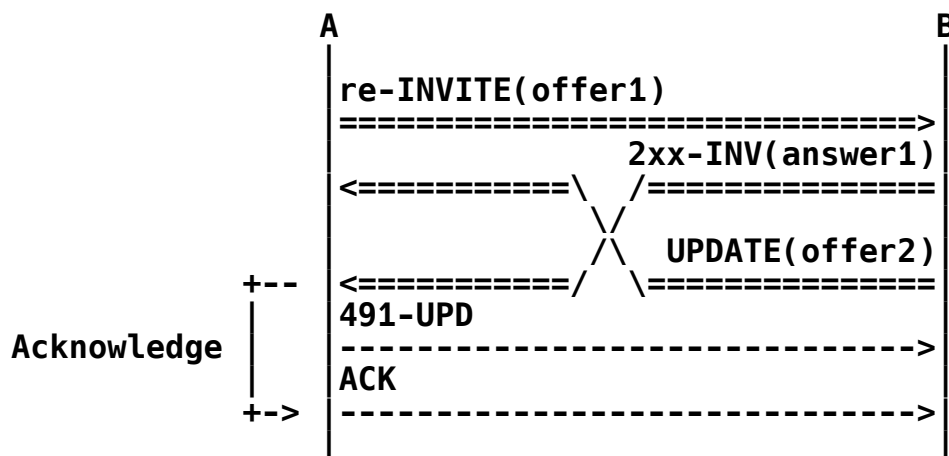 A B
re-INVITE(offer1)
2xx-INV(answer1)
UPDATE(offer2)
491-UPD
Acknowledge
ACK